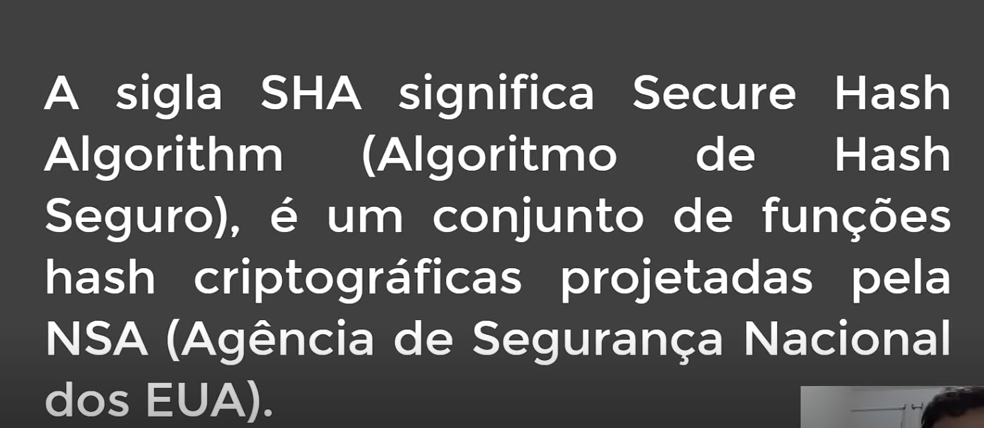 A sigla SHA significa Secure Hash
Algorithm (Algoritmo de Hash
Seguro), é um conjunto de funções
hash criptográficas projetadas pela
NSA (Agência de Segurança Nacional
dos EUA).